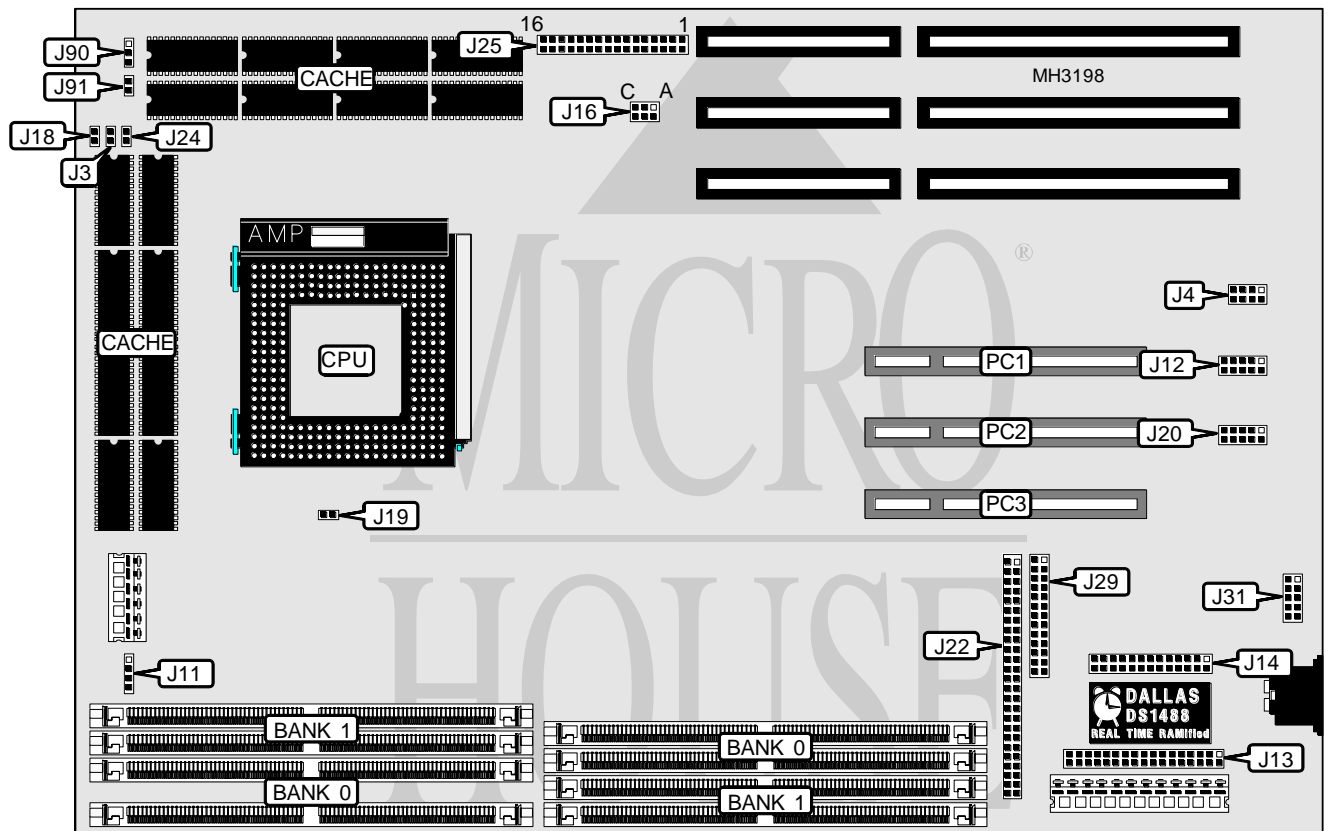 16 1
J90
J25
CACHE
MH3198
J91
C A
J16
J18
J24
J3
AMP
®
J4
CACHE
CPU
PC1
J12
PC2
J20
MICRO
PC3
J19
HOUSE
J29
J31
J22
J14
J11
DALLAS
DS1488
REAL TIME RAMified
BANK 1
BANK 0
J13
BANK 0
BANK 1